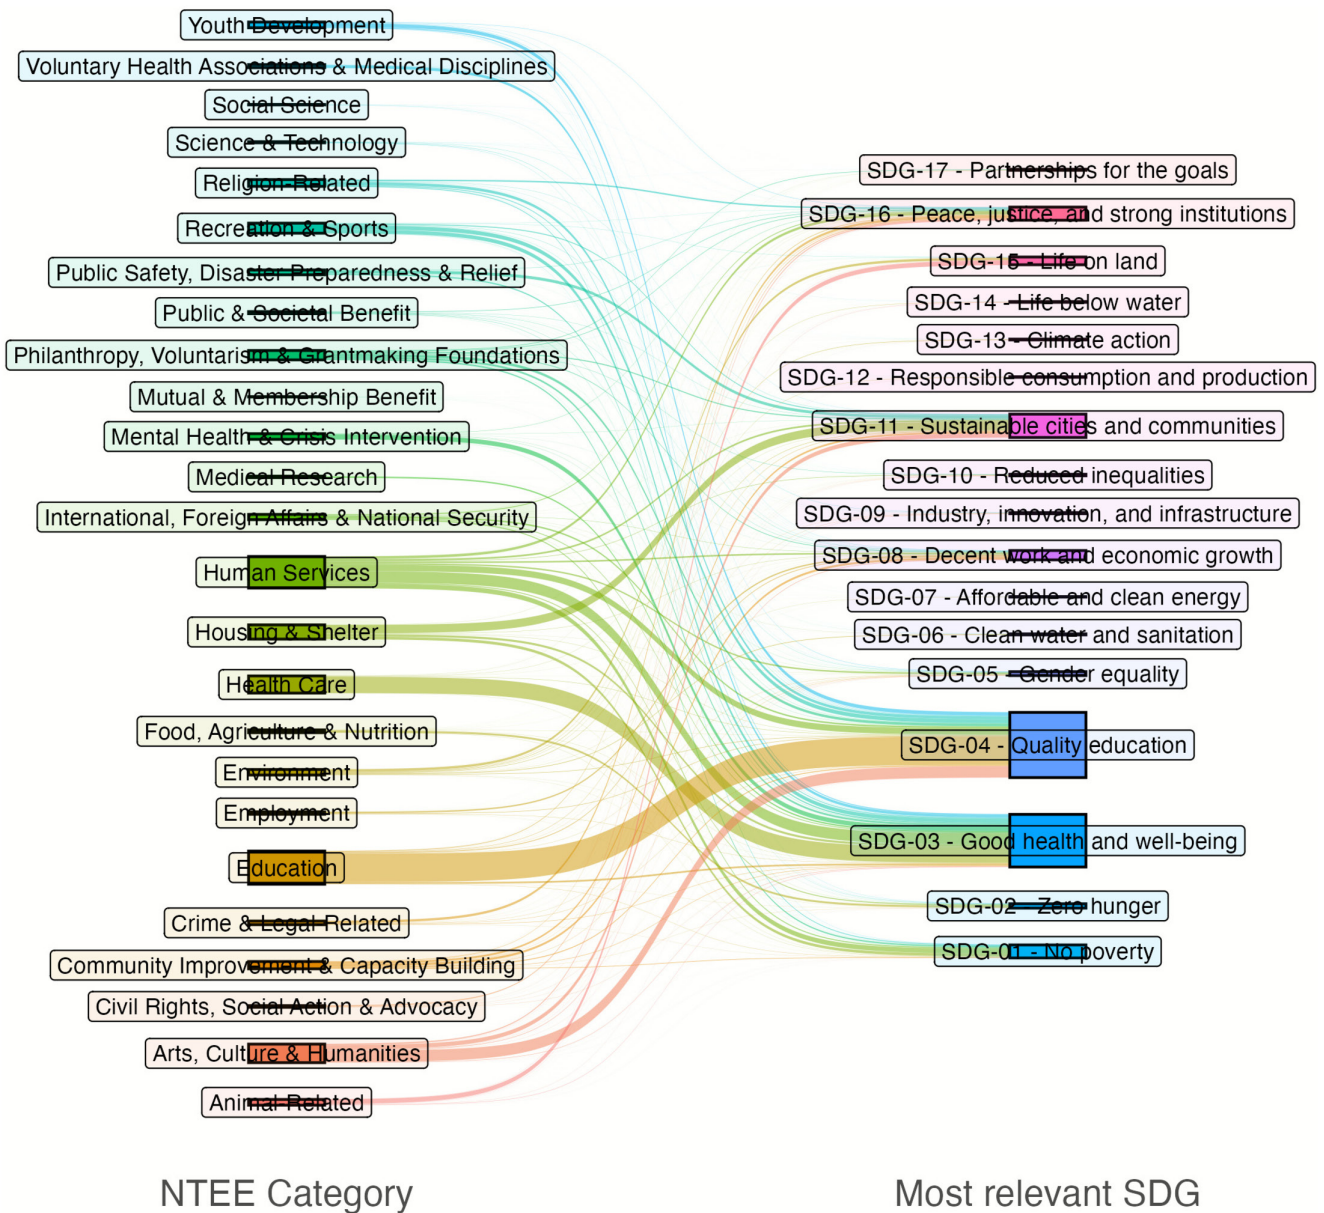 Youth Development
Voluntary Health Associations & Medical Disciplines
Social Science
Science & Technology
Religion-Related
Recreation & Sports
Public Safety, Disaster Preparedness & Relief
Public & Societal Benefit
Philanthropy, Voluntarism & Grantmaking Foundations
Mutual & Membership Benefit
Mental Health & Crisis Intervention
Medical Research
International, Foreign Affairs & National Security
Human Services
Housing & Shelter
Health Care
Food, Agriculture & Nutrition
Environment
Employment
Education
Crime & Legal-Related
Community Improvement & Capacity Building
Civil Rights, Social Action & Advocacy
Arts, Culture & Humanities
Animal-Related
NTEE Category
SDG-17 - Partnerships for the goals
SDG-16 - Peace, justice, and strong institutions
SDG-15 - Life on land
SDG-14 - Life below water
SDG-13 - Climate action
SDG-12 - Responsible consumption and production
SDG-11 - Sustainable cities and communities
SDG-10 - Reduced inequalities
SDG-09 - Industry, innovation, and infrastructure
SDG-08 - Decent work and economic growth
SDG-07 - Affordable and clean energy
SDG-06 - Clean water and sanitation
SDG-05 - Gender equality
SDG-04 - Quality education
SDG-03 - Good health and well-being
SDG-02 - Zero hunger
SDG-01 - No poverty
Most relevant SDG